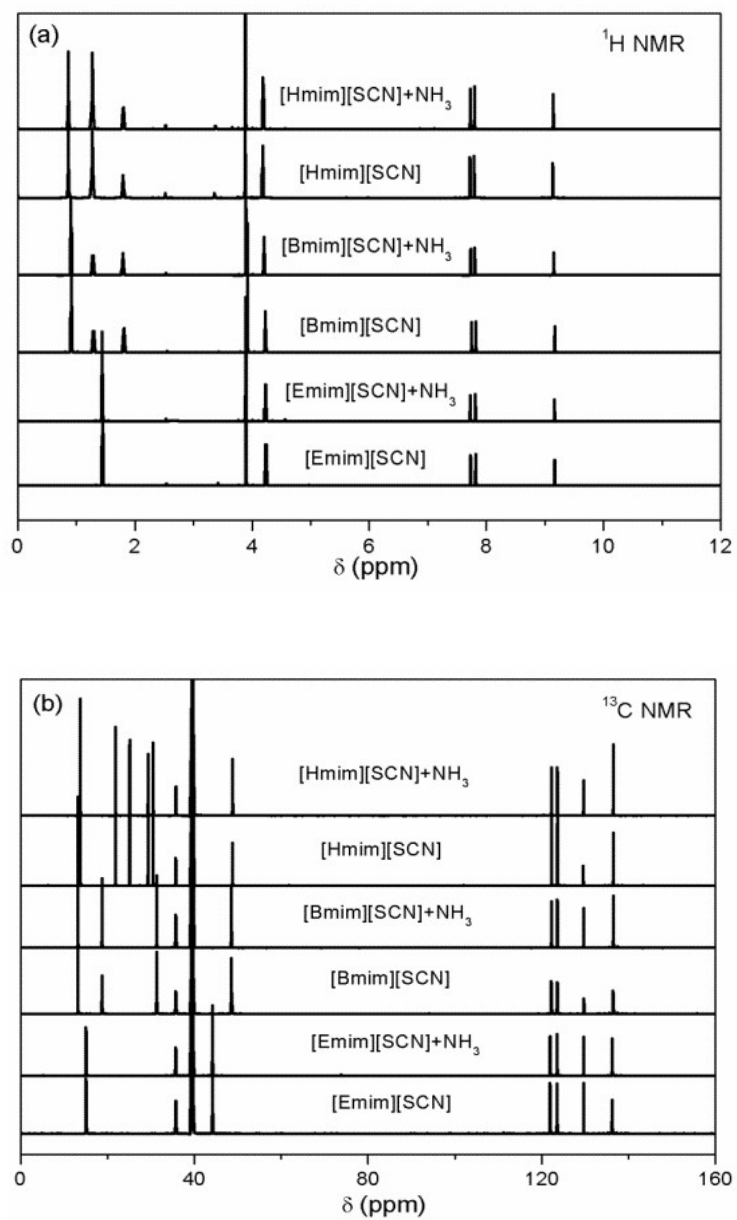 (a)
¹H NMR
[Hmim][SCN]+NH₃
[Hmim][SCN]
[Bmim][SCN]+NH₃
[Bmim][SCN]
[Emim][SCN]+NH₃
[Emim][SCN]
0 2 4 6 8 10 12
δ (ppm)
(b)
¹³C NMR
[Hmim][SCN]+NH₃
[Hmim][SCN]
[Bmim][SCN]+NH₃
[Bmim][SCN]
[Emim][SCN]+NH₃
[Emim][SCN]
0 40 80 120 160
δ (ppm)